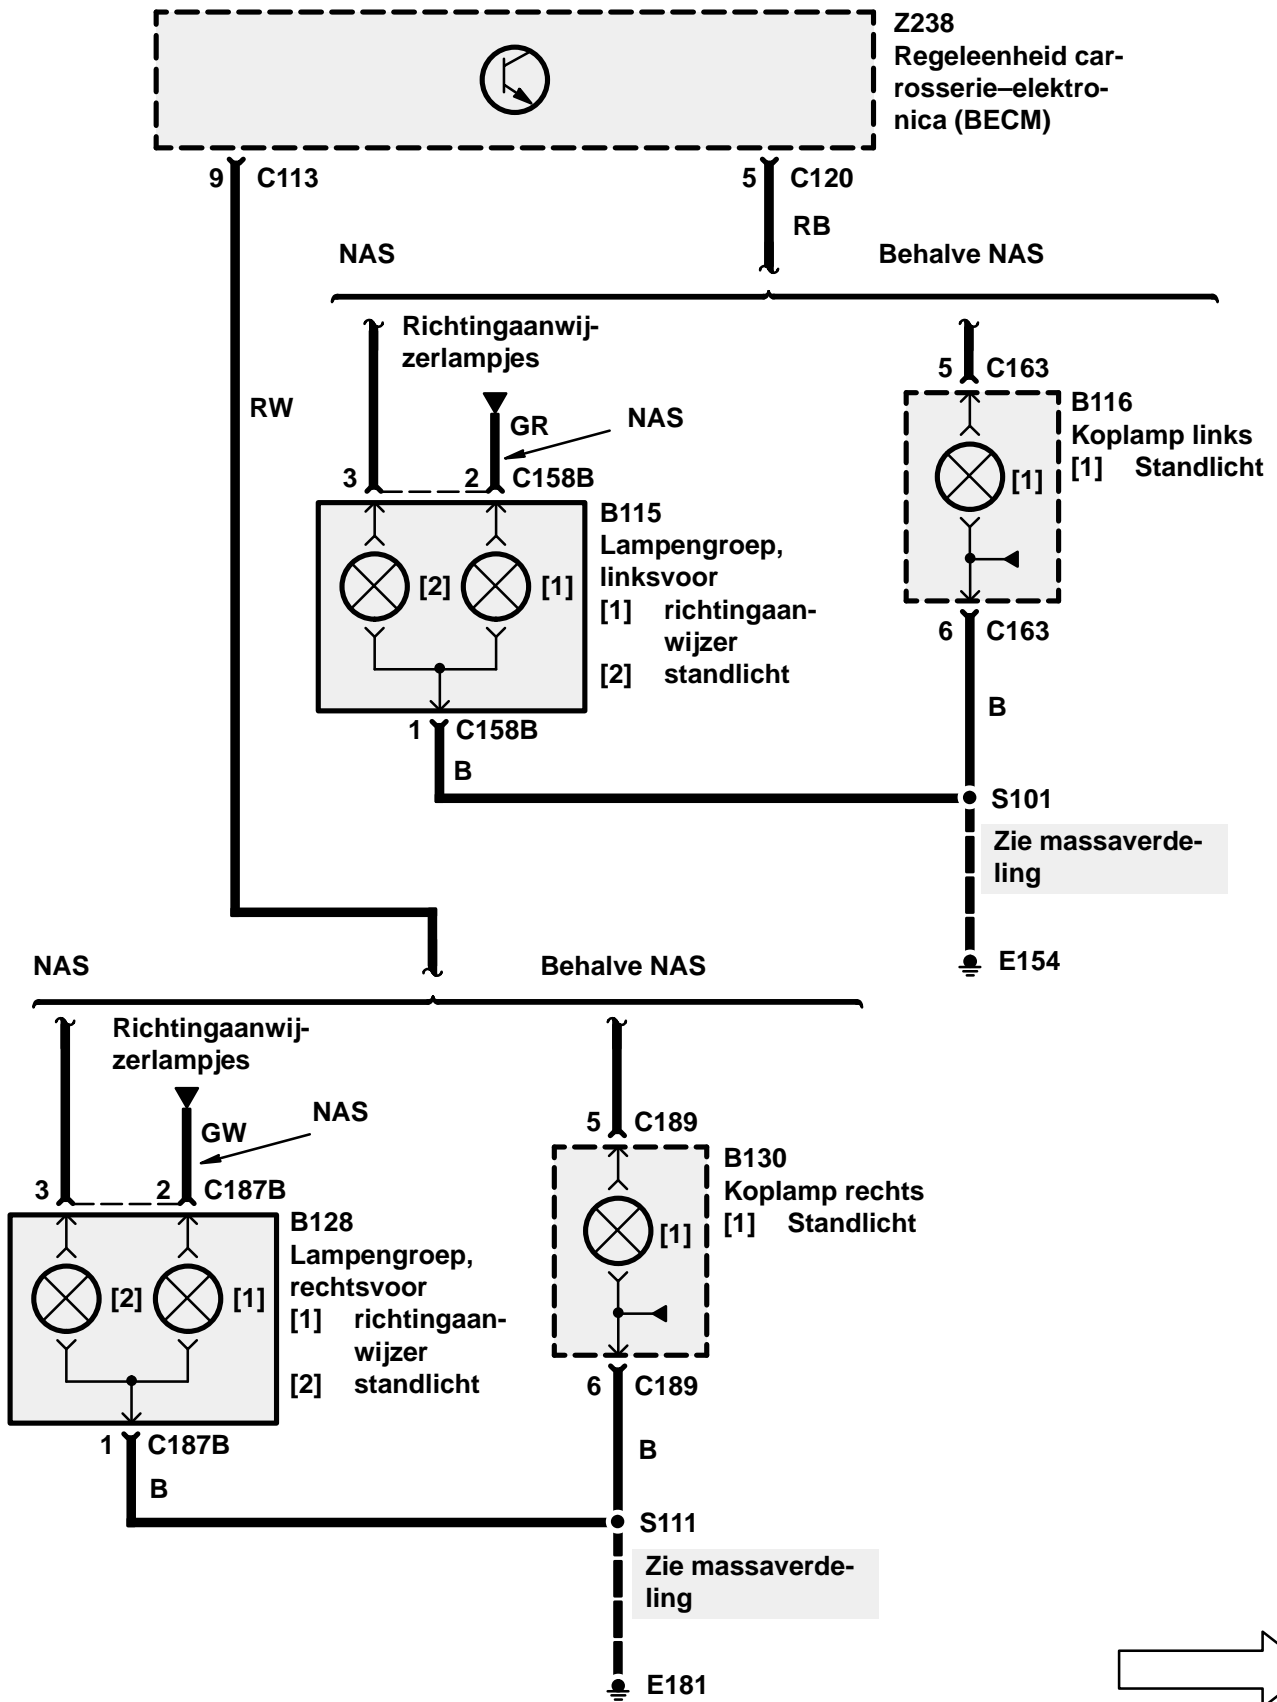 Z238
Regeleenheid car-
rosserie–elektro-
nica (BECM)
9 C113
5 C120
RB
NAS
Behalve NAS
Richtingaanwij-
zerlampjes
RW
GR
NAS
3
2 C158B
5 C163
B116
Koplamp links
[1] Standlicht
[1]
B115
Lampengroep,
linksvoor
[1] richtingaan-
wijzer
[2] standlicht
[2]
[1]
6 C163
1 C158B
B
B
S101
Zie massaverde-
ling
E154
NAS
Behalve NAS
Richtingaanwij-
zerlampjes
GW
NAS
3
2 C187B
5 C189
B130
Koplamp rechts
[1] Standlicht
[1]
B128
Lampengroep,
rechtsvoor
[1] richtingaan-
wijzer
[2] standlicht
[2]
[1]
6 C189
1 C187B
B
B
S111
Zie massaverde-
ling
E181